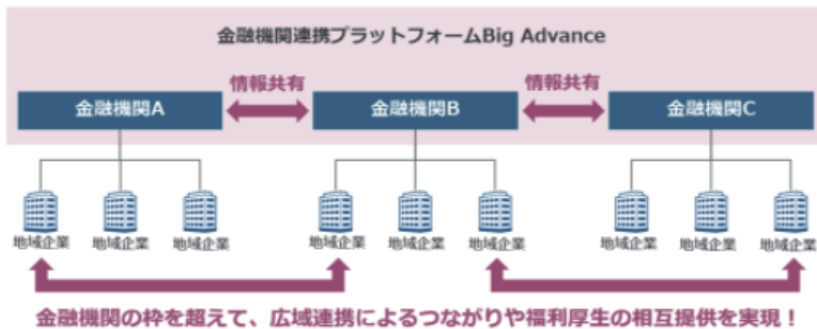 金融機関連携プラットフォームBig Advance
情報共有
情報共有
金融機関A
金融機関B
金融機関C
地域企業
地域企業
地域企業
地域企業
地域企業
地域企業
地域企業
地域企業
地域企業
金融機関の枠を超えて、広域連携によるつながりや福利厚生の相互提供を実現！